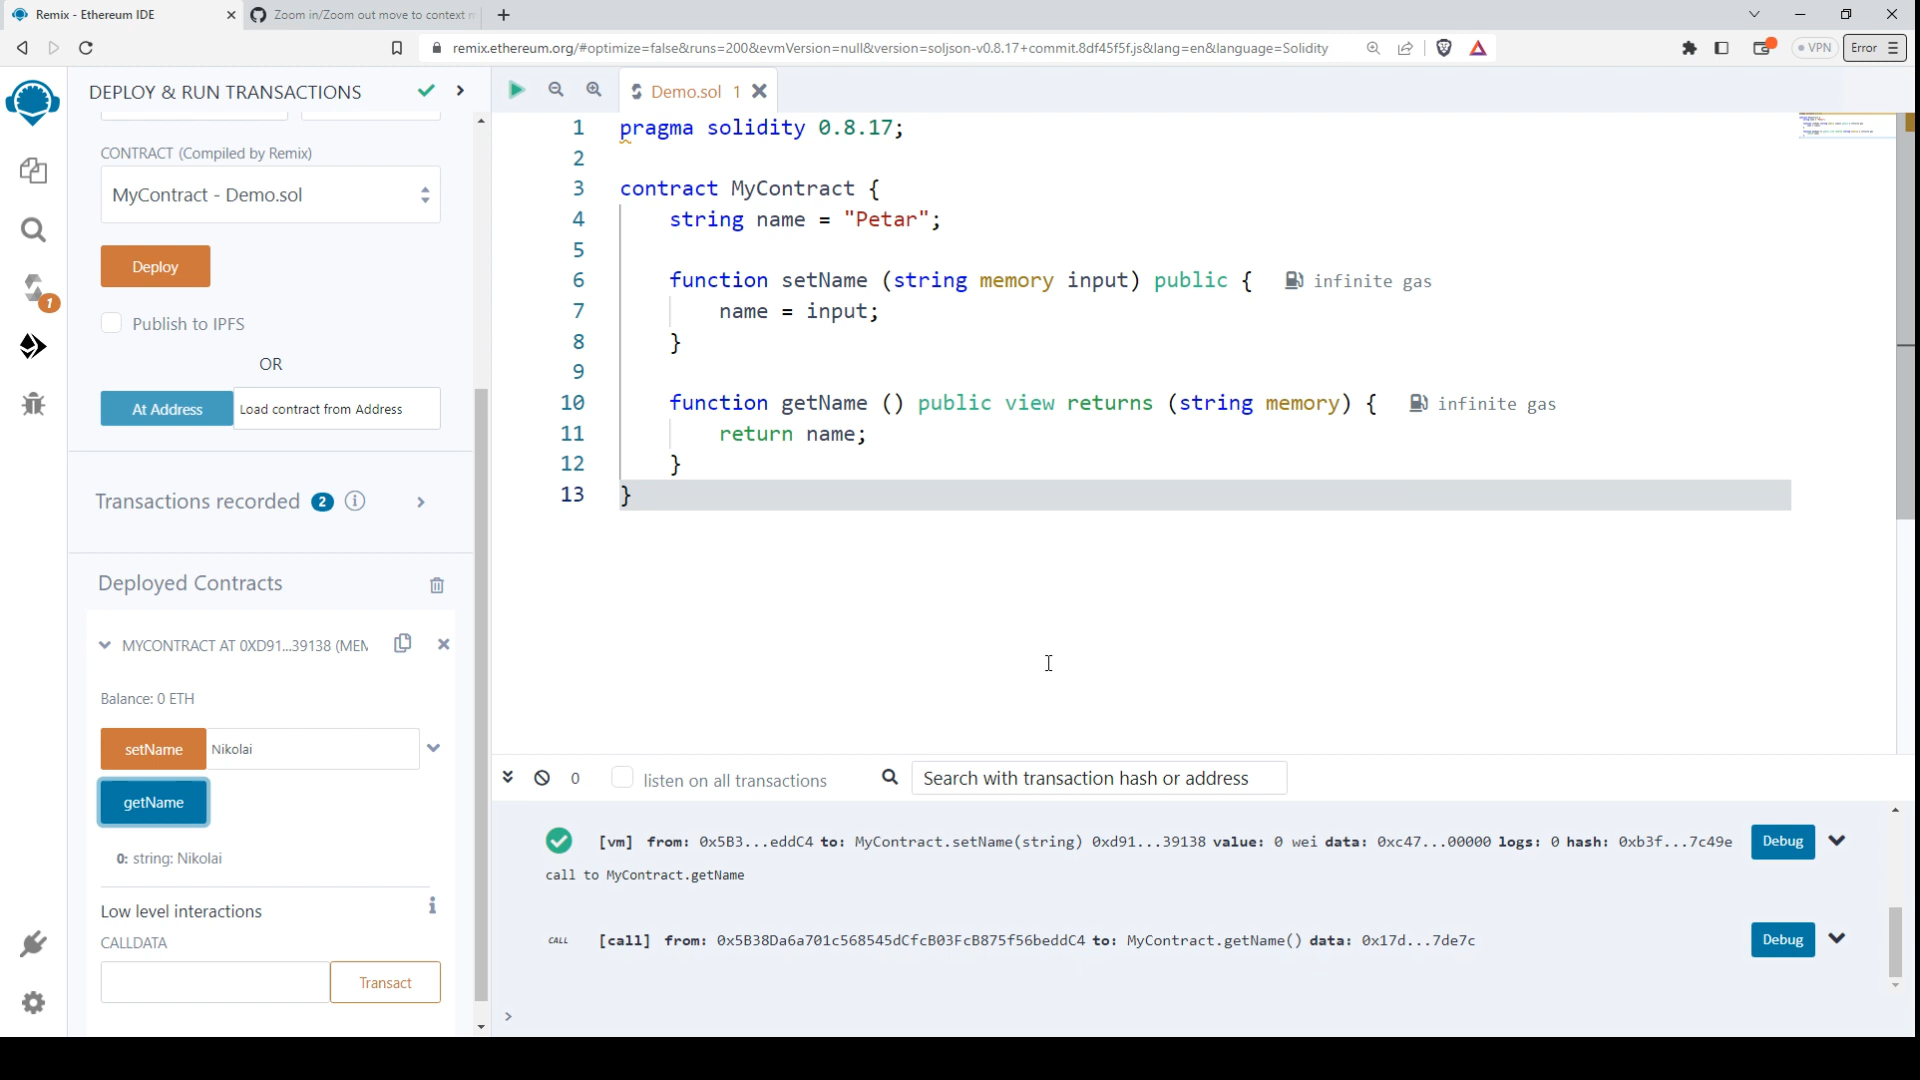 Remix - Ethereum IDE
Zoom in/Zoom out move to context m
remix.ethereum.org/#optimize=false&runs=200&evmVersion=null&version=soljson-v0.8.17+commit.8df45f5f.js&lang=en&language=Solidity
VPN
Error
DEPLOY & RUN TRANSACTIONS
CONTRACT (Compiled by Remix)
MyContract - Demo.sol
Deploy
Publish to IPFS
OR
At Address
Load contract from Address
Transactions recorded 2 i
Deployed Contracts
MYCONTRACT AT 0XD91...39138 (MEM
Balance: 0 ETH
setName
Nikolai
getName
0: string: Nikolai
Low level interactions
i
CALLDATA
Transact
1
Demo.sol 1
1 pragma solidity 0.8.17;
2
3 contract MyContract {
4 string name = "Petar";
5
6 function setName (string memory input) public { infinite gas
7 name = input;
8 }
9
10 function getName () public view returns (string memory) { infinite gas
11 return name;
12 }
13 }
0
listen on all transactions
Search with transaction hash or address
[vm] from: 0x5B3...eddC4 to: MyContract.setName(string) 0xd91...39138 value: 0 wei data: 0xc47...00000 logs: 0 hash: 0xb3f...7c49e
Debug
call to MyContract.getName
CALL [call] from: 0x5B38Da6a701c568545dCfcB03FcB875f56beddC4 to: MyContract.getName() data: 0x17d...7de7c
Debug
>